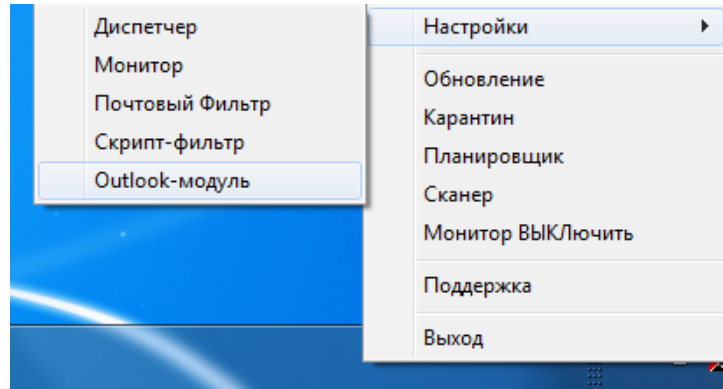 Диспетчер
Монитор
Почтовый Фильтр
Скрипт-фильтр
Outlook-модуль
Настройки
Обновление
Карантин
Планировщик
Сканер
Монитор ВЫКЛючить
Поддержка
Выход